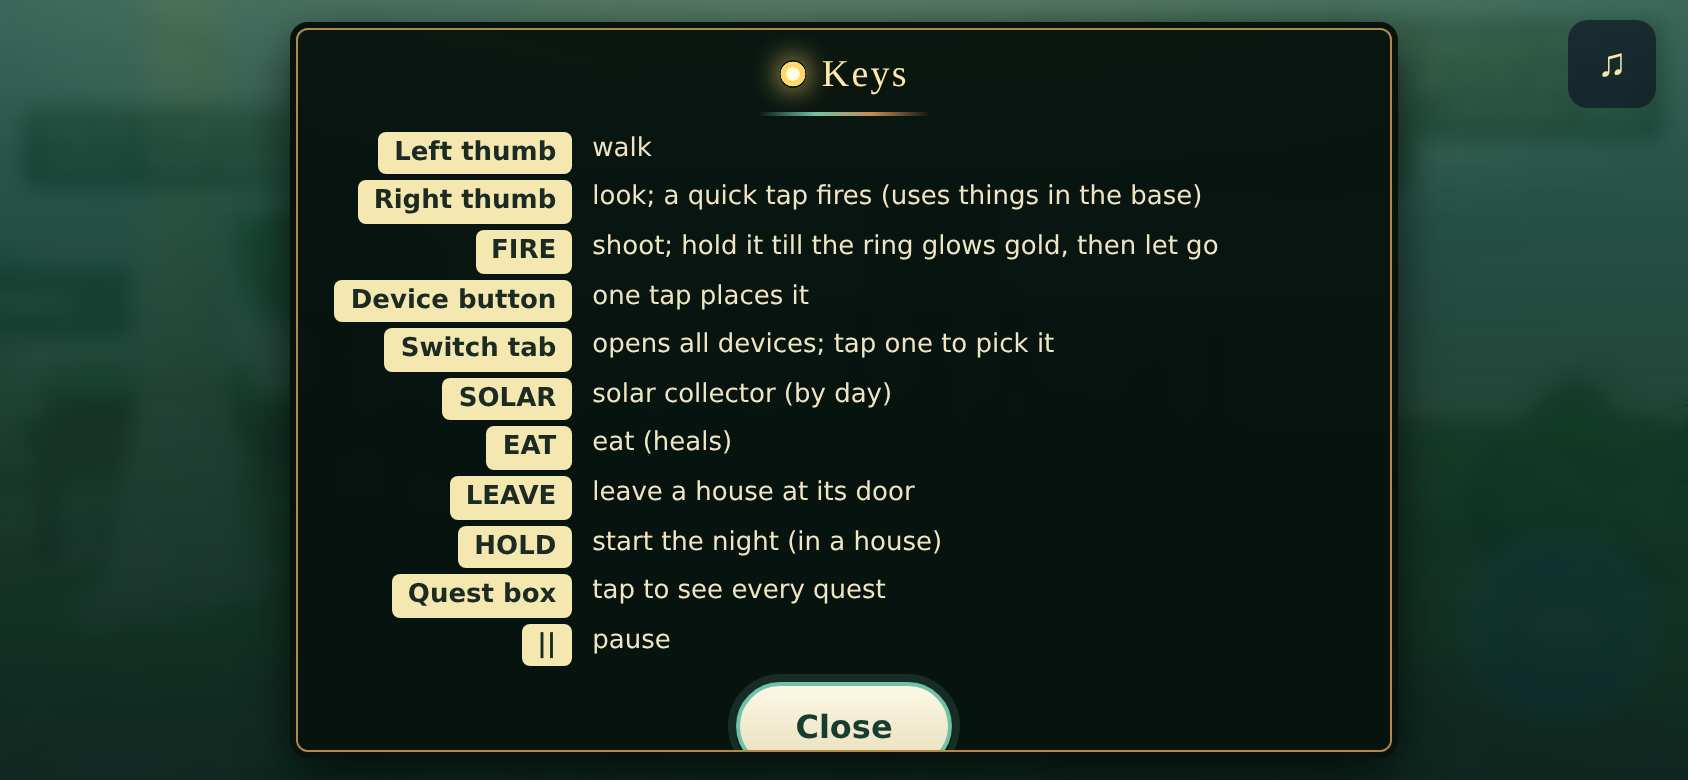 Keys
Left thumb walk
Right thumb look; a quick tap fires (uses things in the base)
FIRE shoot; hold it till the ring glows gold, then let go
Device button one tap places it
Switch tab opens all devices; tap one to pick it
SOLAR solar collector (by day)
EAT eat (heals)
LEAVE leave a house at its door
HOLD start the night (in a house)
Quest box tap to see every quest
|| pause
Close